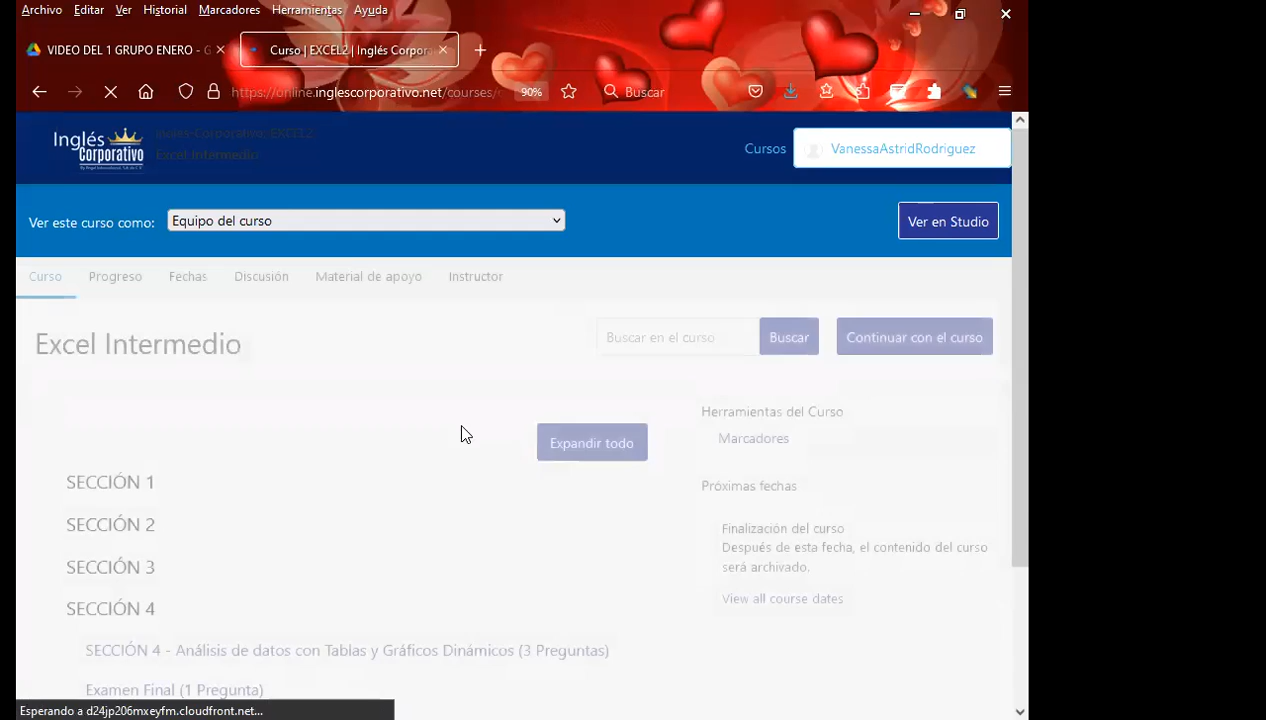 Archivo Editar Ver Historial Marcadores Herramientas Ayuda
VIDEO DEL 1 GRUPO ENERO - G
Curso | EXCEL2 | Inglés Corpora
https://online.inglescorporativo.net/courses/
90%
Buscar
Inglés Corporativo
Ingles-Corporativo: EXCEL2
Excel Intermedio
Cursos
VanessaAstridRodriguez
Ver este curso como:
Equipo del curso
Ver en Studio
Curso Progreso Fechas Discusión Material de apoyo Instructor
Excel Intermedio
Buscar en el curso
Buscar
Continuar con el curso
Herramientas del Curso
Marcadores
Expandir todo
SECCIÓN 1
Próximas fechas
SECCIÓN 2
Finalización del curso
Después de esta fecha, el contenido del curso
será archivado.
SECCIÓN 3
View all course dates
SECCIÓN 4
SECCIÓN 4 - Análisis de datos con Tablas y Gráficos Dinámicos (3 Preguntas)
Examen Final (1 Pregunta)
Esperando a d24jp206mxeyfm.cloudfront.net...